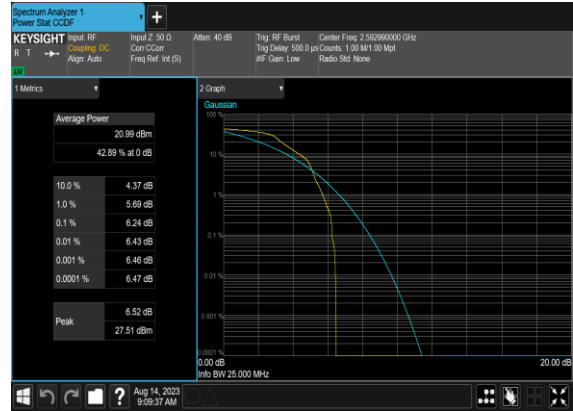 Spectrum Analyzer 1
Power Stat CCDF
+
KEYSIGHT
R T
LXI
Input: RF
Coupling: DC
Align: Auto
Input Z: 50 Ω
Corr CCorr
Freq Ref: Int (S)
Atten: 40 dB
Trig: RF Burst
Trig Delay: 500.0 µs
#IF Gain: Low
Center Freq: 2.592990000 GHz
Counts: 1.00 M/1.00 Mpt
Radio Std: None
1 Metrics
Average Power
20.99 dBm
42.89 % at 0 dB
10.0 % 4.37 dB
1.0 % 5.69 dB
0.1 % 6.24 dB
0.01 % 6.43 dB
0.001 % 6.46 dB
0.0001 % 6.47 dB
Peak
6.52 dB
27.51 dBm
2 Graph
Gaussian
100 %
10 %
1 %
0.1 %
0.01 %
0.001 %
0.0001 %
0.00 dB 20.00 dB
Info BW 25.000 MHz
?
Aug 14, 2023
9:09:37 AM